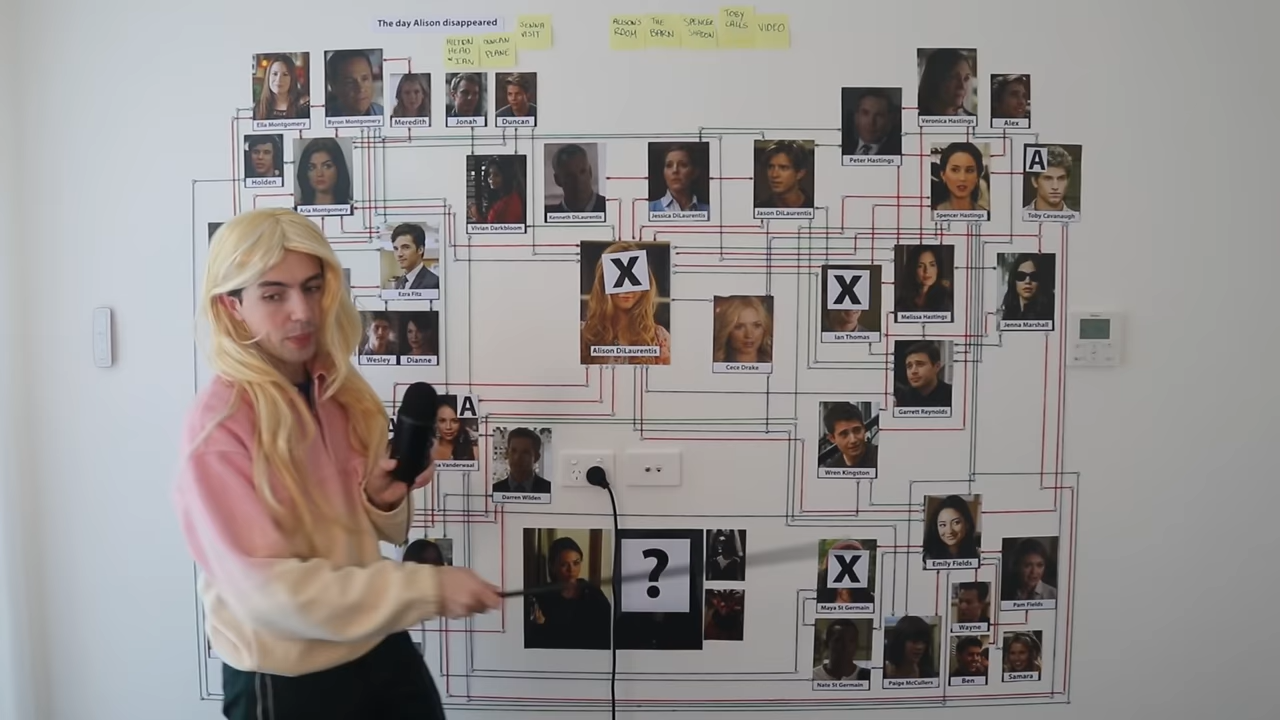 The day Alison disappeared
JENNA
VISIT
HILTON
HEAD
+ IAN
DUNCAN
PLANE
ALISON'S
ROOM
THE
BARN
SPENCER
TOBY
CALLS
VIDEO
Ella Montgomery
Byron Montgomery
Meredith
Jonah
Duncan
Peter Hastings
Veronica Hastings
Alex
Holden
Aria Montgomery
Vivian Darkbloom
Kenneth DiLaurentis
Jessica DiLaurentis
Jason DiLaurentis
Spencer Hastings
A
Toby Cavanaugh
Ezra Fitz
X
Alison DiLaurentis
Cece Drake
X
Ian Thomas
Melissa Hastings
Jenna Marshall
Wesley
Dianne
Garrett Reynolds
A
Vanderwaal
Darren Wilden
Wren Kingston
?
Emily Fields
X
Maya St Germain
Pam Fields
Wayne
Nate St Germain
Paige McCullers
Ben
Samara